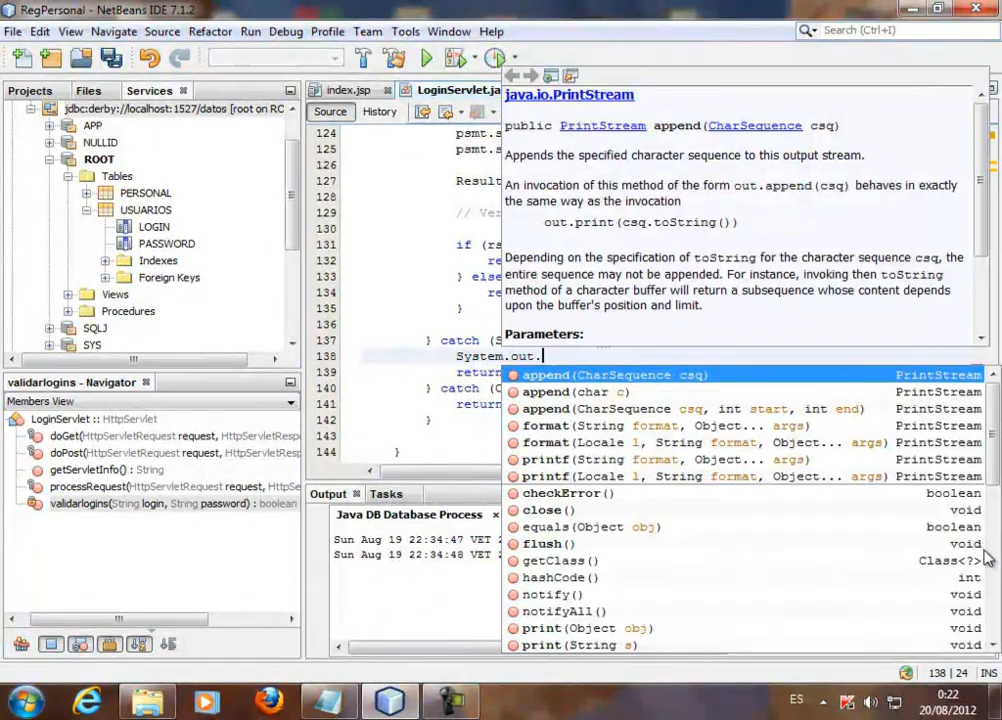 RegPersonal - NetBeans IDE 7.1.2
File Edit View Navigate Source Refactor Run Debug Profile Team Tools Window Help
Search (Ctrl+I)
Projects Files Services
jdbc:derby://localhost:1527/datos [root on RC
APP
NULLID
ROOT
Tables
PERSONAL
USUARIOS
LOGIN
PASSWORD
Indexes
Foreign Keys
Views
Procedures
SQLJ
SYS
validarlogins - Navigator
Members View
LoginServlet :: HttpServlet
doGet(HttpServletRequest request, HttpServletResp
doPost(HttpServletRequest request, HttpServletRes
getServletInfo() : String
processRequest(HttpServletRequest request, HttpSe
validarlogins(String login, String password) : boolean
index.jsp LoginServlet.ja
Source History
124 psmt.s
125 psmt.s
127 Result
128
129 // Ver
130
131 if (rs
132 re
133 } else
134 re
135 }
136
137 } catch (S
138 System.out.
139 return
140 } catch (C
141 return
142 }
143
144 }
java.io.PrintStream
public PrintStream append(CharSequence csq)
Appends the specified character sequence to this output stream.
An invocation of this method of the form out.append(csq) behaves in exactly
the same way as the invocation
out.print(csq.toString())
Depending on the specification of toString for the character sequence csq, the
entire sequence may not be appended. For instance, invoking then toString
method of a character buffer will return a subsequence whose content depends
upon the buffer's position and limit.
Parameters:
append(CharSequence csq) PrintStream
append(char c) PrintStream
append(CharSequence csq, int start, int end) PrintStream
format(String format, Object... args) PrintStream
format(Locale l, String format, Object... args) PrintStream
printf(String format, Object... args) PrintStream
printf(Locale l, String format, Object... args) PrintStream
checkError() boolean
close() void
equals(Object obj) boolean
flush() void
getClass() Class<?>
hashCode() int
notify() void
notifyAll() void
print(Object obj) void
print(String s) void
Output Tasks
Java DB Database Process
Sun Aug 19 22:34:47 VET 2
Sun Aug 19 22:34:48 VET 2
138 | 24 INS
ES
0:22
20/08/2012